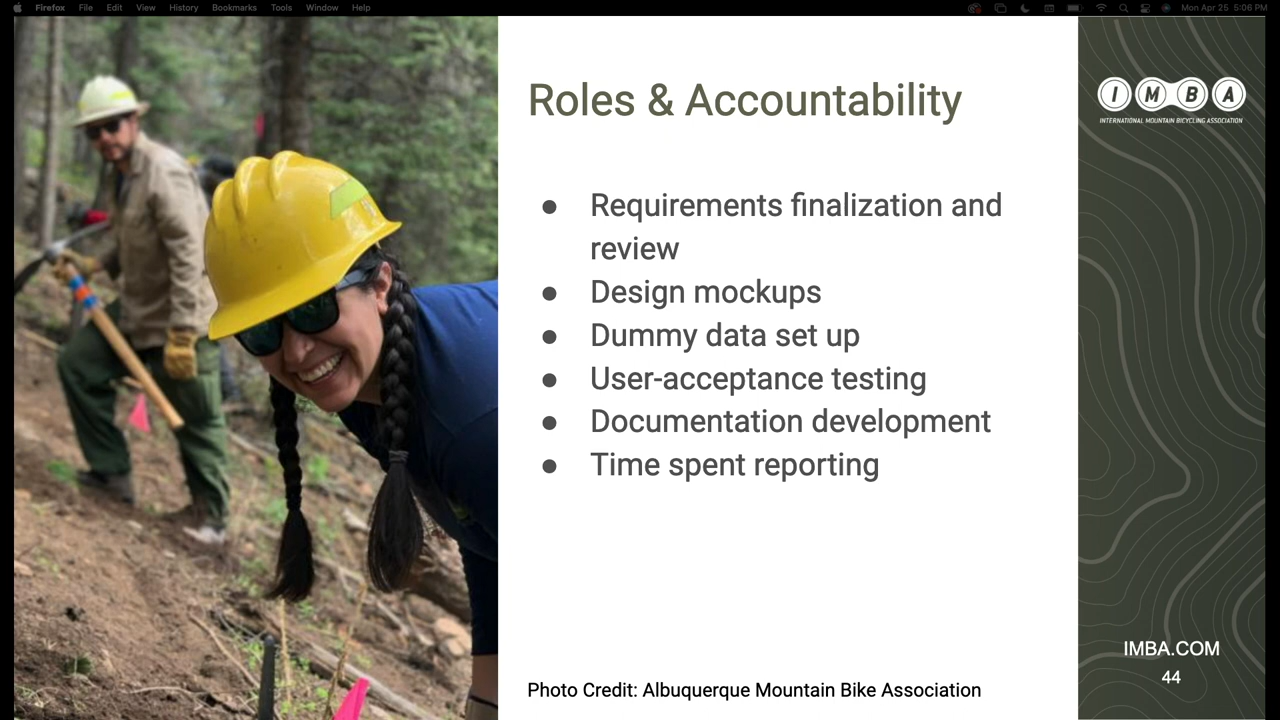 Firefox File Edit View History Bookmarks Tools Window Help Mon Apr 25 5:06 PM
Roles & Accountability
IMBA
INTERNATIONAL MOUNTAIN BICYCLING ASSOCIATION
● Requirements finalization and
review
● Design mockups
● Dummy data set up
● User-acceptance testing
● Documentation development
● Time spent reporting
Photo Credit: Albuquerque Mountain Bike Association
IMBA.COM
44